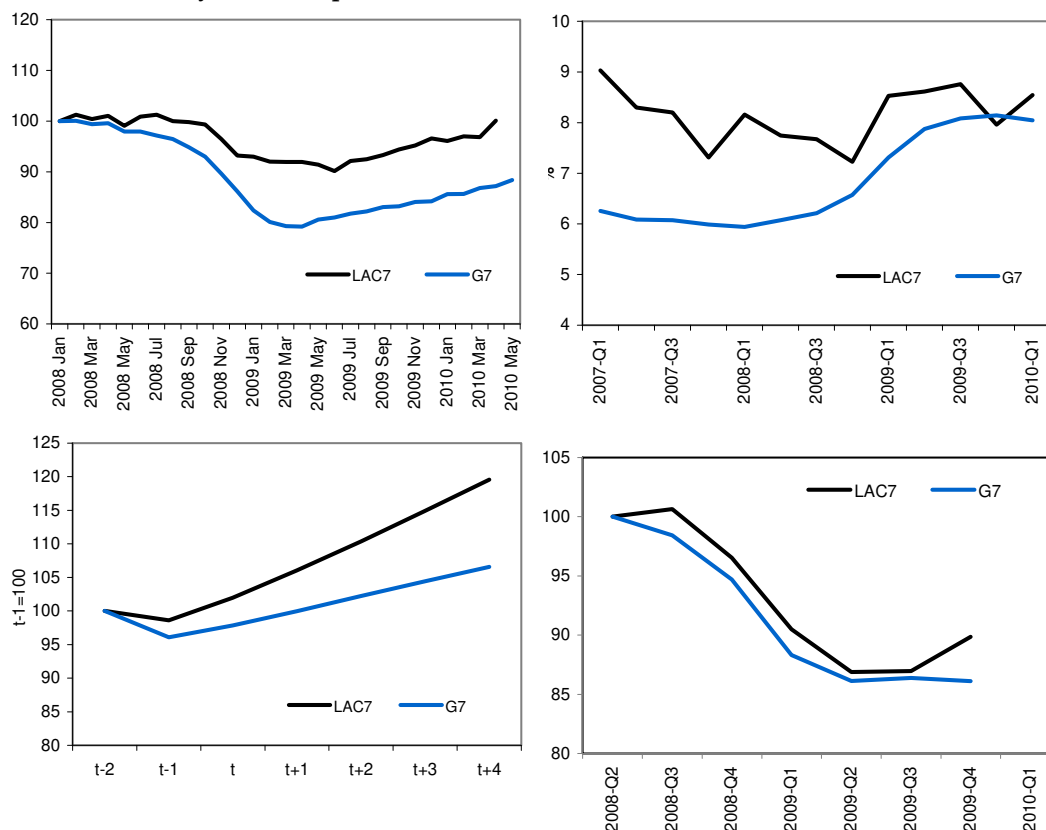 120
110
100
90
80
70
60
LAC7
G7
2008 Jan
2008 Mar
2008 May
2008 Jul
2008 Sep
2008 Nov
2009 Jan
2009 Mar
2009 May
2009 Jul
2009 Sep
2009 Nov
2010 Jan
2010 Mar
2010 May
10
9
8
7
6
5
4
LAC7
G7
2007-Q1
2007-Q3
2008-Q1
2008-Q3
2009-Q1
2009-Q3
2010-Q1
t-1=100
125
120
115
110
105
100
95
90
85
80
LAC7
G7
t-2
t-1
t
t+1
t+2
t+3
t+4
105
100
95
90
85
80
LAC7
G7
2008-Q2
2008-Q3
2008-Q4
2009-Q1
2009-Q2
2009-Q3
2009-Q4
2010-Q1